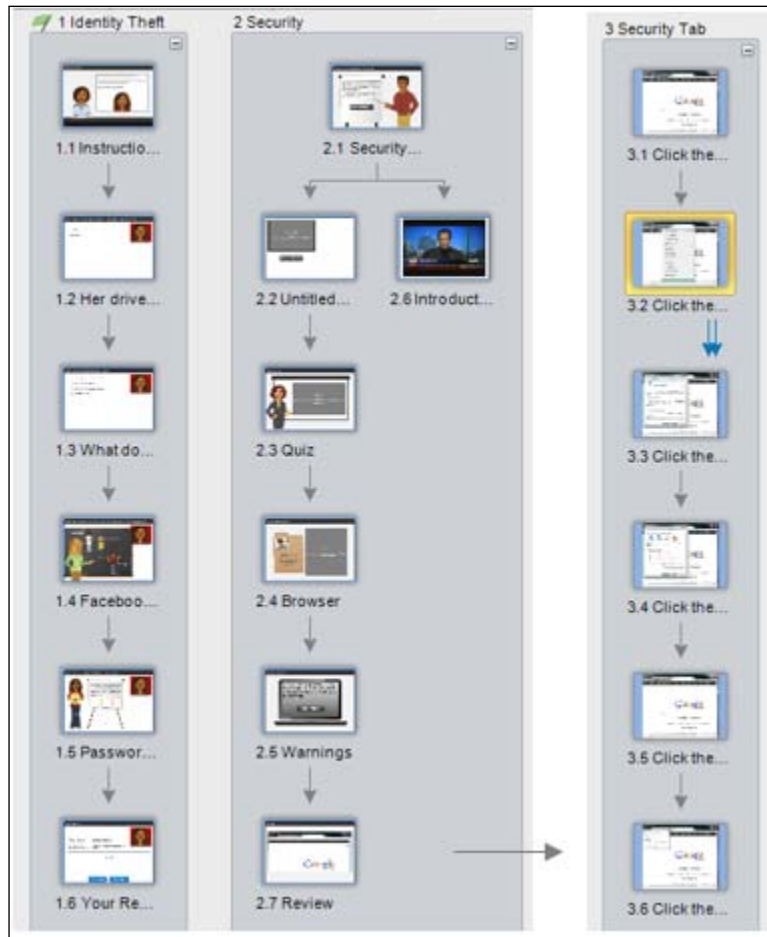 1 Identity Theft
1.1 Instructio...
1.2 Her drive...
1.3 What do...
1.4 Faceboo...
1.5 Passwor...
1.6 Your Re...
2 Security
2.1 Security...
2.2 Untitled...
2.6 Introduct...
2.3 Quiz
2.4 Browser
2.5 Warnings
2.7 Review
3 Security Tab
3.1 Click the...
3.2 Click the...
3.3 Click the...
3.4 Click the...
3.5 Click the...
3.6 Click the...